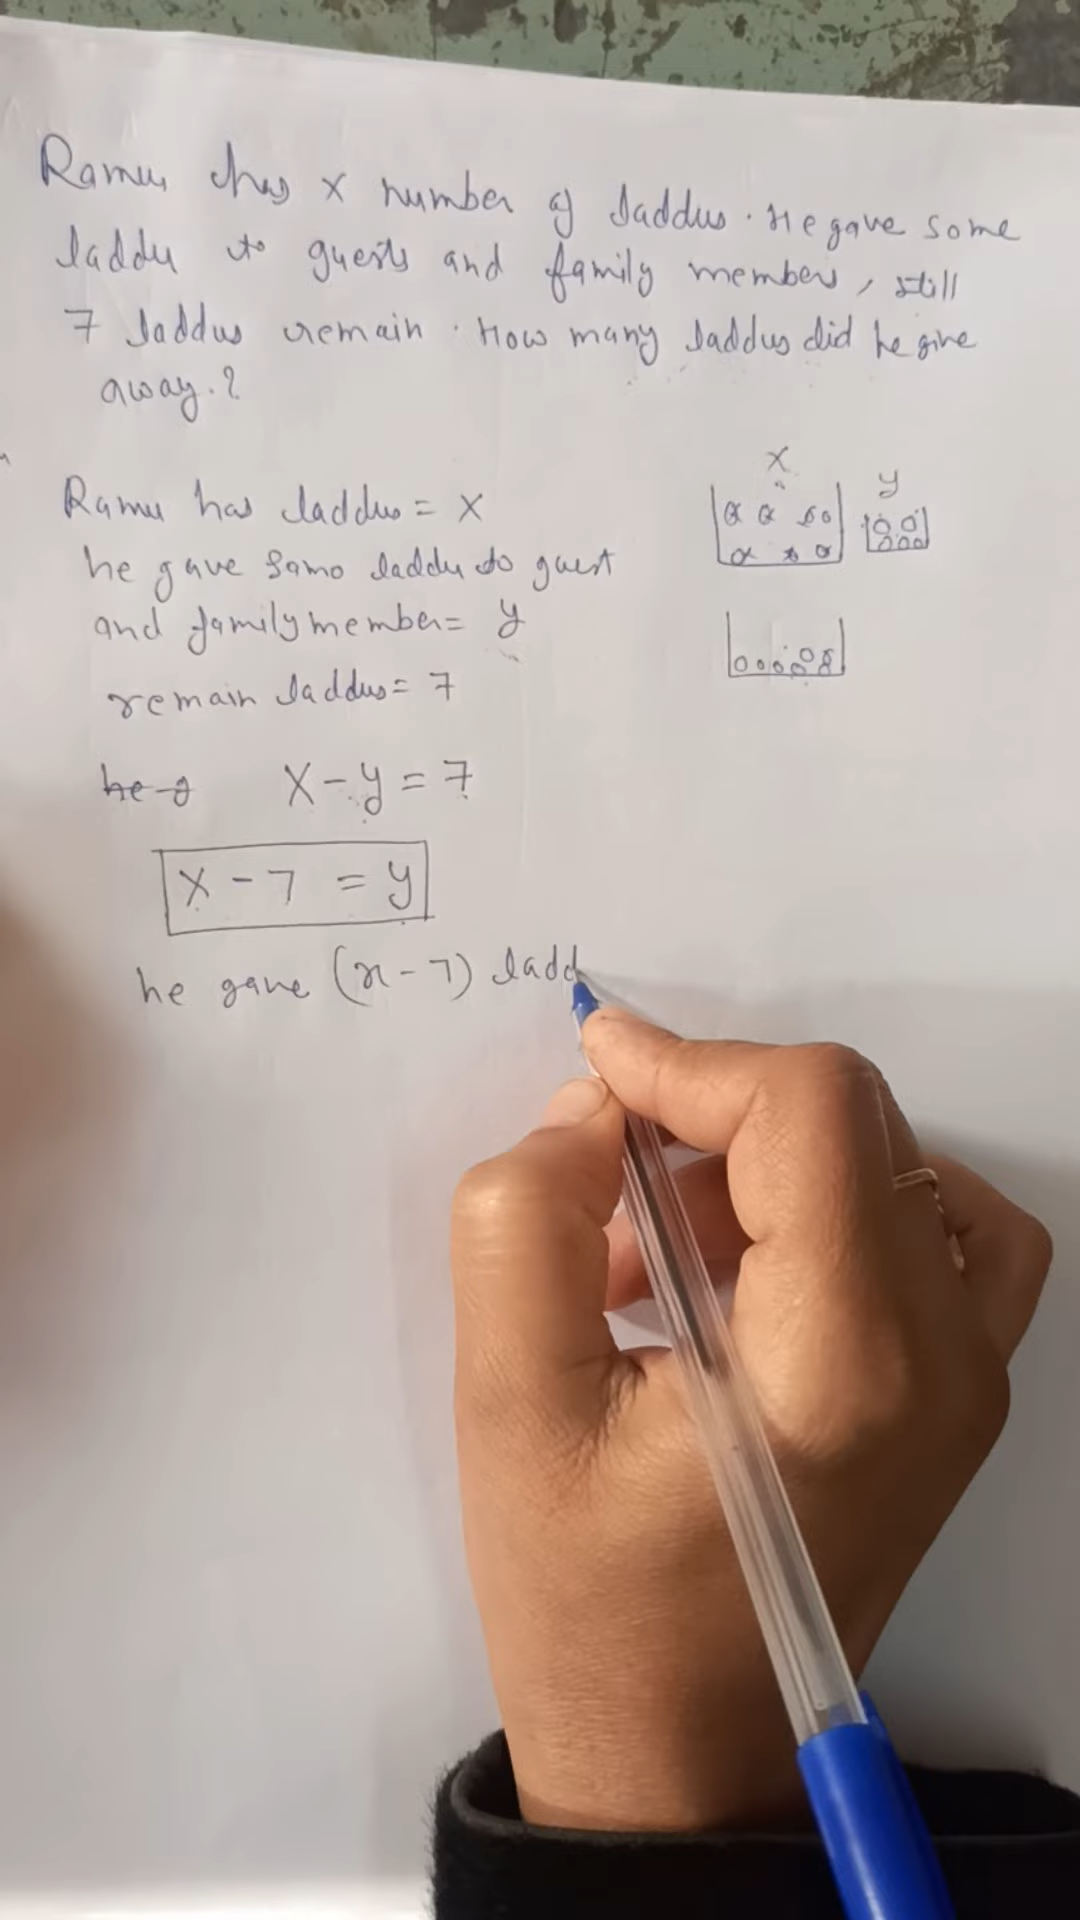 Ramu has x number of laddus. He gave some
laddu to guests and family members, still
7 laddus remain. How many laddus did he give
away.?
Ramu has laddus = x
he gave some laddu to guest
and family member = y
remain laddus = 7
x - y = 7
x - 7 = y
he gave (x - 7) ladd
x
y